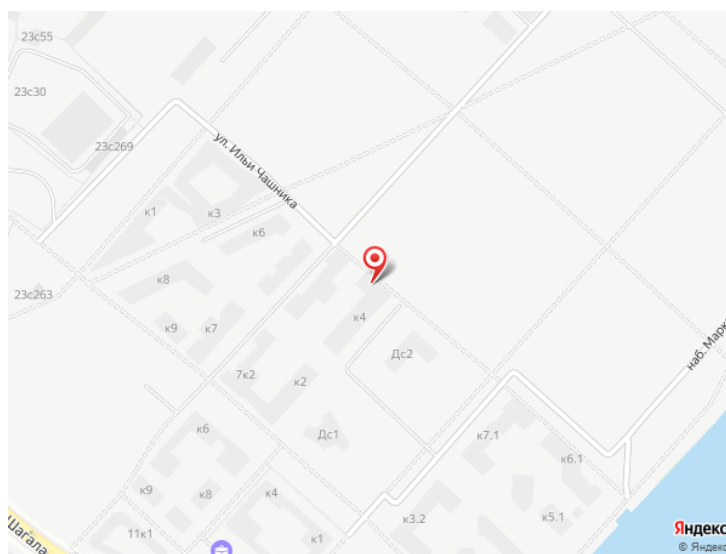 23с55
23с30
23с269
ул. Ильи Чашника
к1
к3
к6
к8
23с263
к9
к7
к4
7к2
к2
Дс2
Дс1
наб. Марк
к6
к7.1
к6.1
к9
к8
к4
11к1
к3.2
к5.1
к1
Шагала
Яндекс
© Яндекс